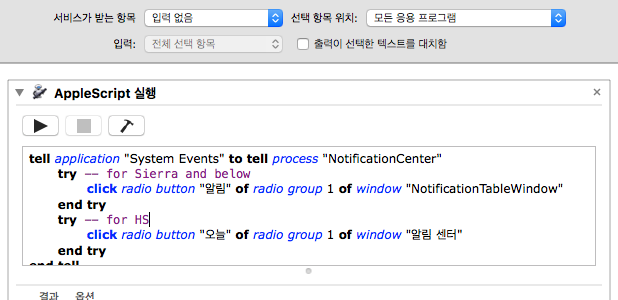 서비스가 받는 항목 입력 없음 선택 항목 위치: 모든 응용 프로그램
입력: 전체 선택 항목 출력이 선택한 텍스트를 대치함
AppleScript 실행
tell application "System Events" to tell process "NotificationCenter"
try -- for Sierra and below
click radio button "알림" of radio group 1 of window "NotificationTableWindow"
end try
try -- for HS
click radio button "오늘" of radio group 1 of window "알림 센터"
end try
end tell
결과 옵션